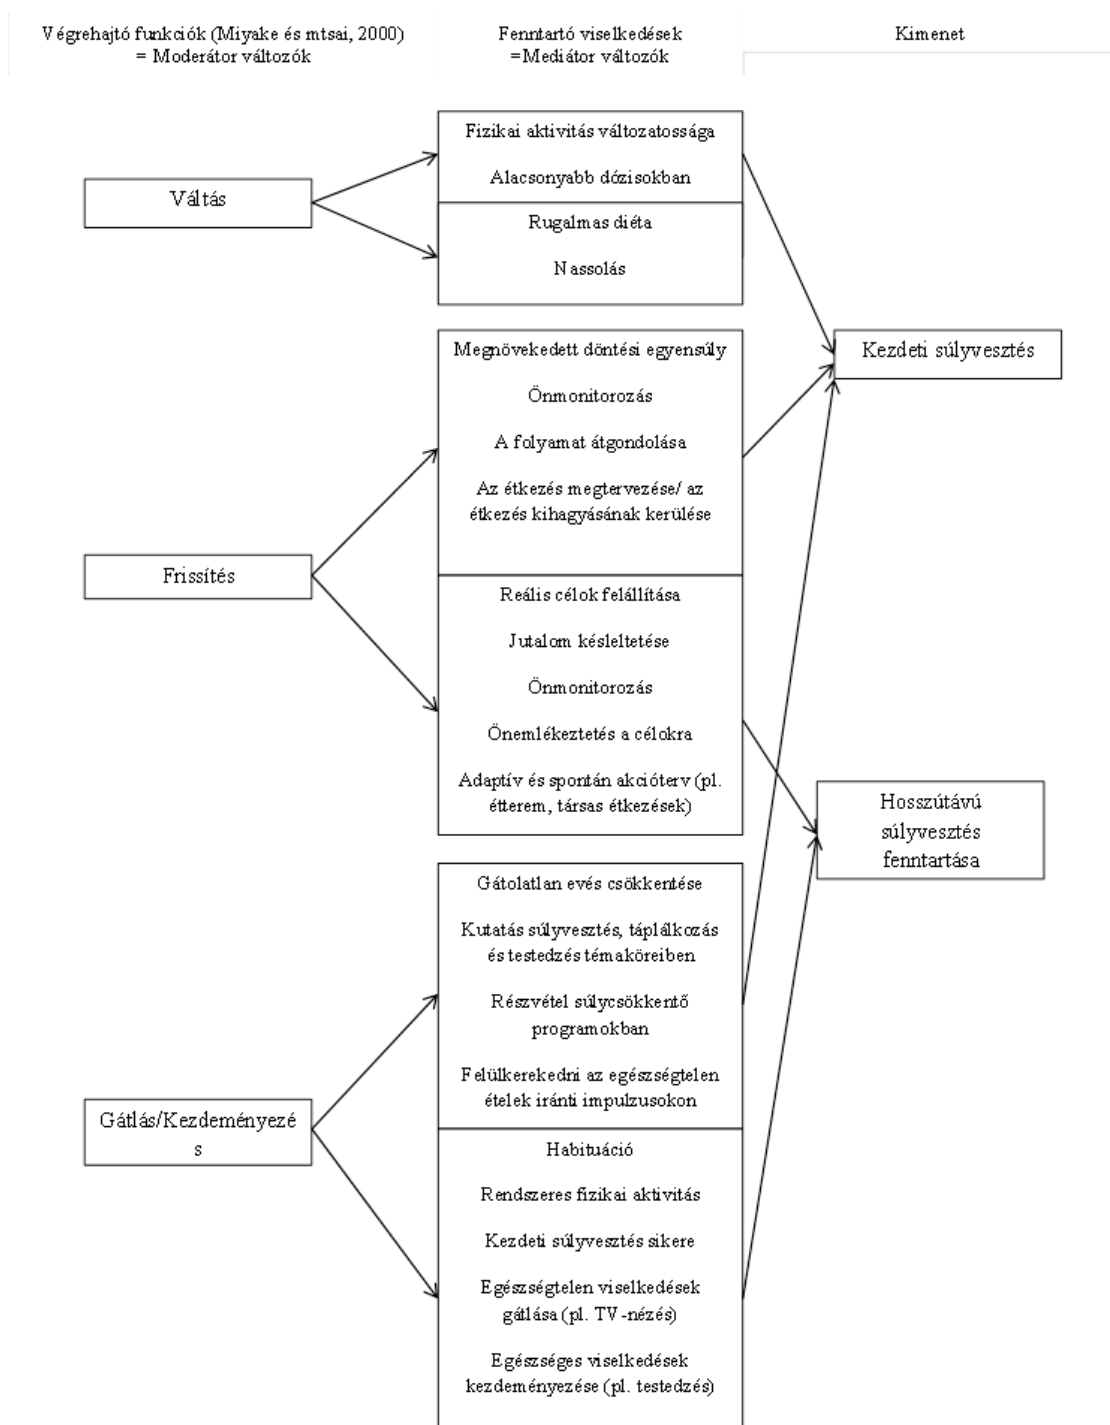 Végrehajtó funkciók (Miyake és mtsai, 2000)
= Moderátor változók
Fenntartó viselkedések
=Mediátor változók
Kimenet
Váltás
Fizikai aktivitás változatossága
Alacsonyabb dózisokban
Rugalmas diéta
Nassolás
Megnövekedett döntési egyensúly
Önmonitorozás
A folyamat átgondolása
Az étkezés megtervezése/ az
étkezés kihagyásának kerülése
Kezdeti súlyvesztés
Frissítés
Reális célok felállítása
Jutalom késleltetése
Önmonitorozás
Önemlékeztetés a célokra
Adaptív és spontán akcióterv (pl.
étterem, társas étkezések)
Hosszútávú
súlyvesztés
fenntartása
Gátlás/Kezdeményezé
s
Gátolatlan evés csökkentése
Kutatás súlyvesztés, táplálkozás
és testedzés témaköreiben
Részvétel súlycsökkentő
programokban
Felülkerekedni az egészségtelen
ételek iránti impulzusokon
Habituáció
Rendszeres fizikai aktivitás
Kezdeti súlyvesztés sikere
Egészségtelen viselkedések
gátlása (pl. TV-nézés)
Egészséges viselkedések
kezdeményezése (pl. testedzés)